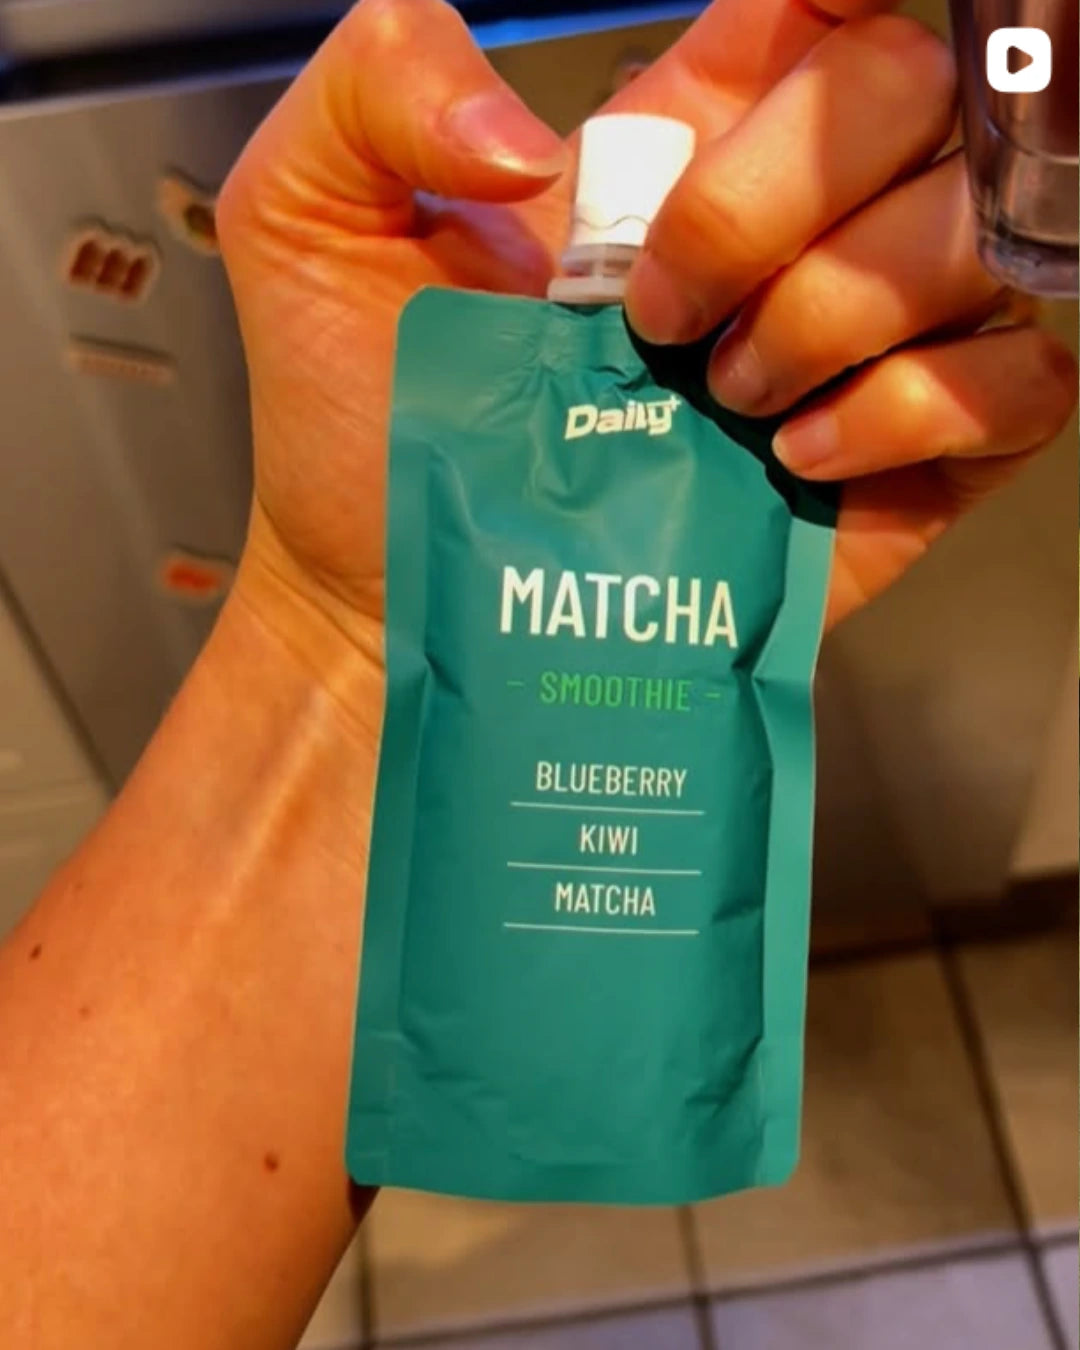 Daily+
MATCHA
- SMOOTHIE -
BLUEBERRY
KIWI
MATCHA